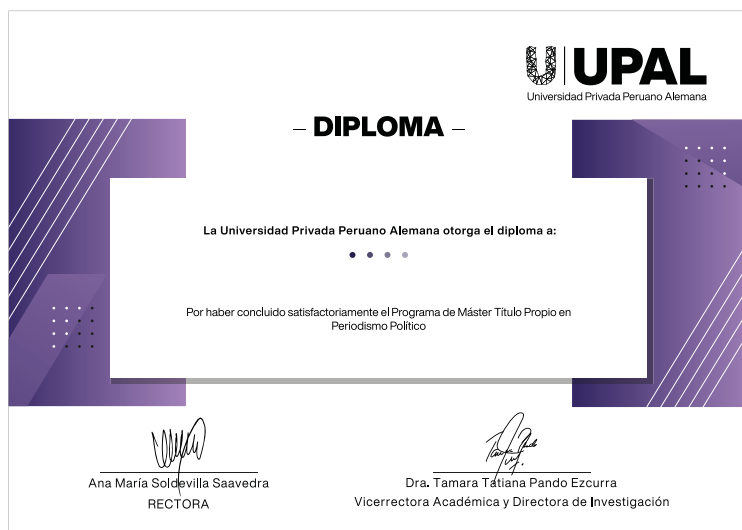 UPAL
Universidad Privada Peruano Alemana
– DIPLOMA –
La Universidad Privada Peruano Alemana otorga el diploma a:
Por haber concluido satisfactoriamente el Programa de Máster Título Propio en
Periodismo Político
Ana María Soldevilla Saavedra
RECTORA
Dra. Tamara Tatiana Pando Ezcurra
Vicerrectora Académica y Directora de Investigación